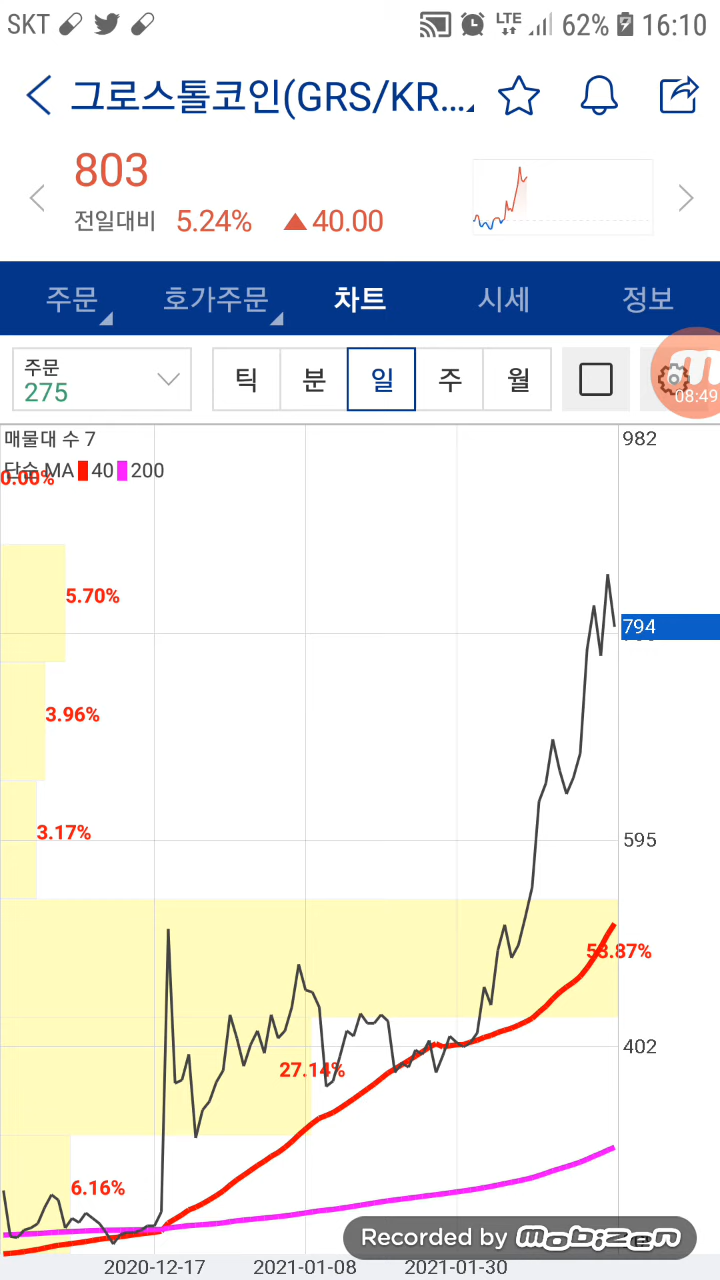 SKT LTE 62% 16:10
그로스톨코인(GRS/KR...
803
전일대비 5.24% ▲40.00
주문 호가주문 차트 시세 정보
주문
275
틱 분 일 주 월
08:49
매물대 수 7
982
단순 MA 40 200
0.00%
5.70%
794
3.96%
3.17%
595
53.87%
402
27.14%
6.16%
Recorded by mobizen
2020-12-17 2021-01-08 2021-01-30